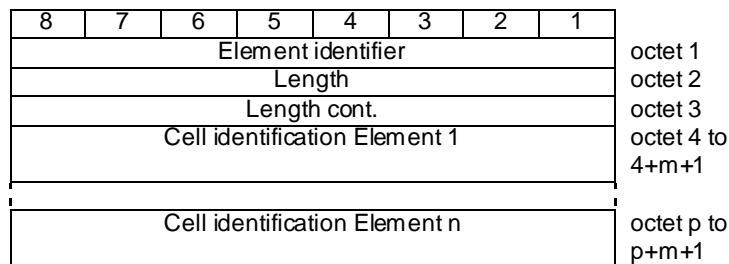 8 7 6 5 4 3 2 1
Element identifier octet 1
Length octet 2
Length cont. octet 3
Cell identification Element 1 octet 4 to
4+m+1
Cell identification Element n octet p to
p+m+1